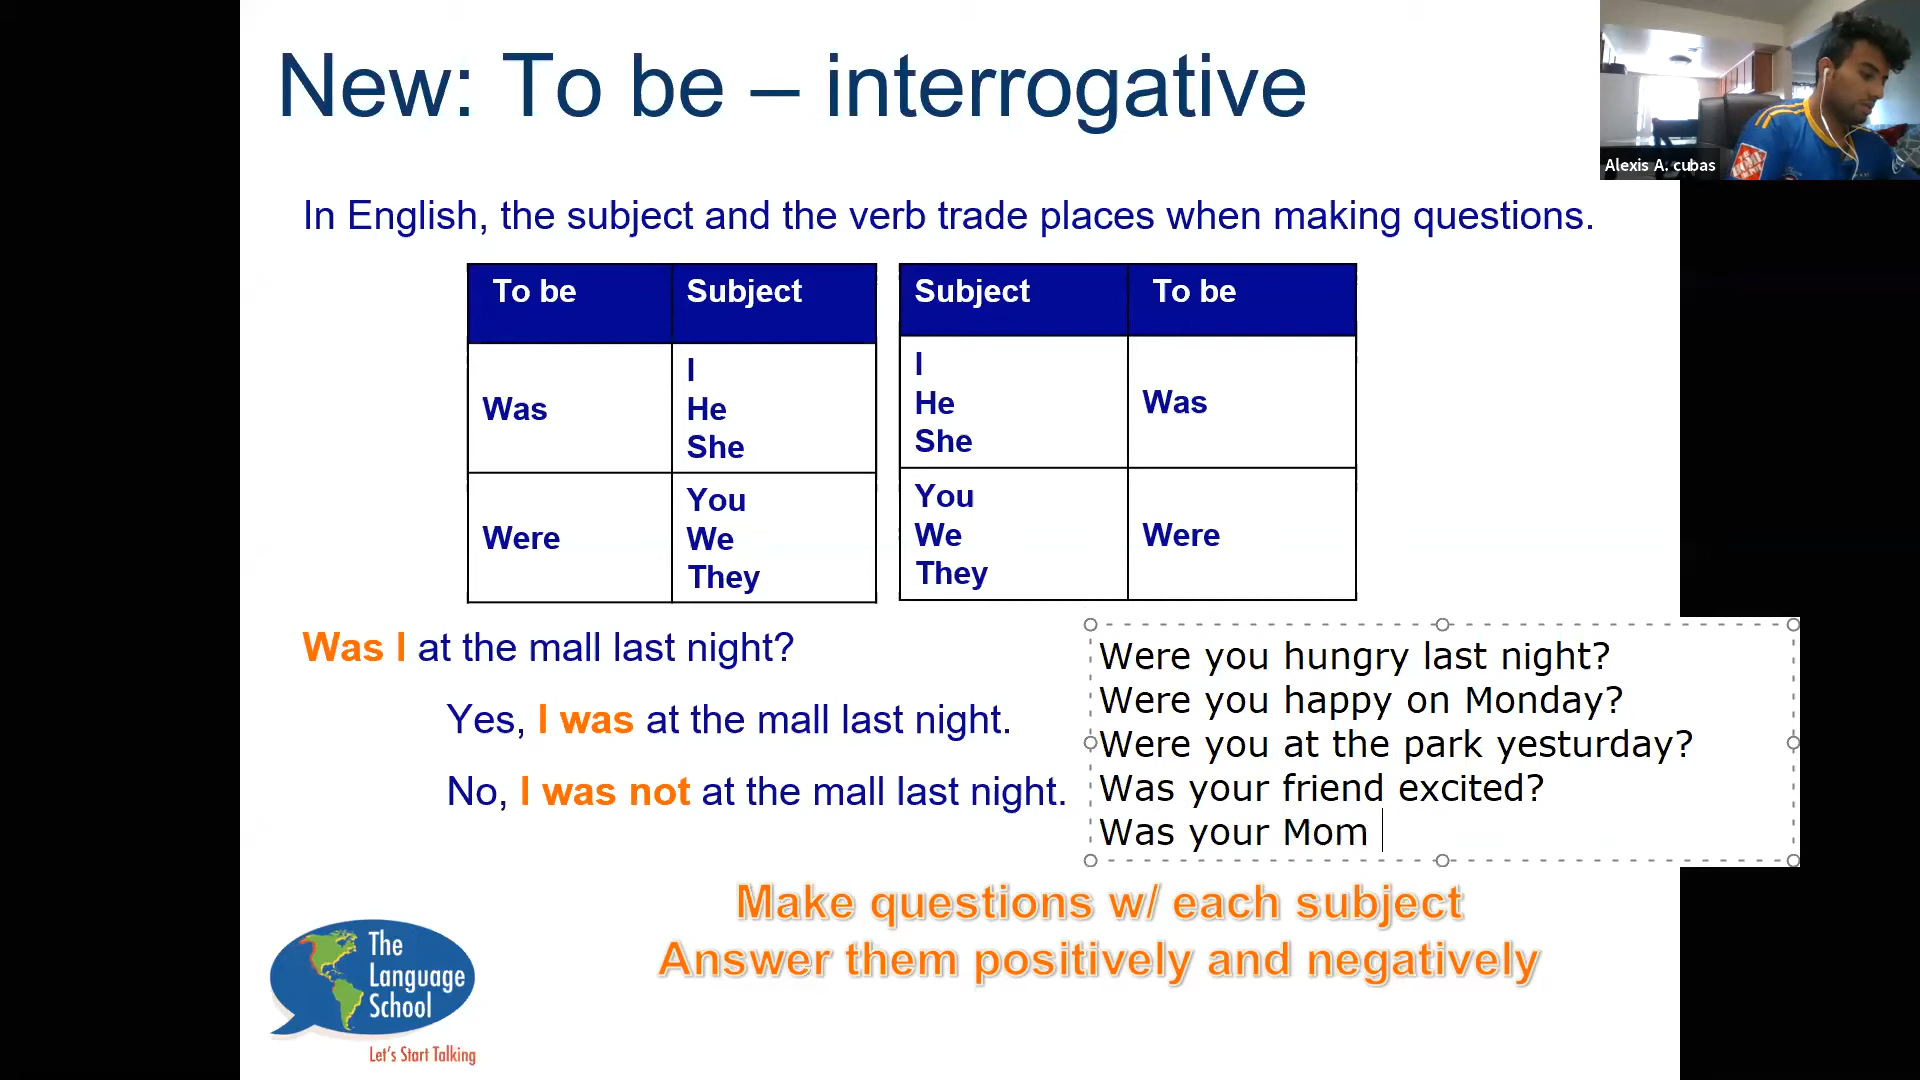 New: To be – interrogative
Alexis A. cubas
In English, the subject and the verb trade places when making questions.
To be Subject
Was
I
He
She
Were
You
We
They
Subject To be
I
He
She
Was
You
We
They
Were
Was I at the mall last night?
Yes, I was at the mall last night.
No, I was not at the mall last night.
Were you hungry last night?
Were you happy on Monday?
Were you at the park yesturday?
Was your friend excited?
Was your Mom
Make questions w/ each subject
Answer them positively and negatively
The
Language
School
Let's Start Talking